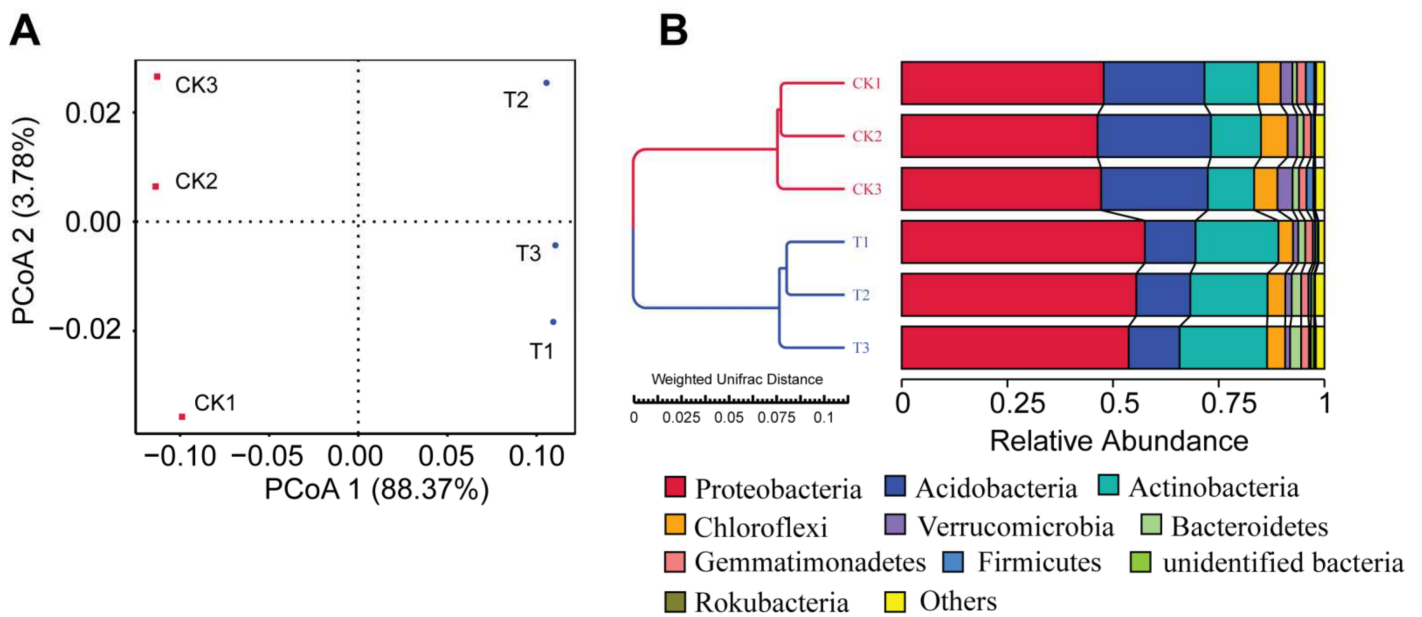 A
CK3
T2
CK2
T3
T1
CK1
0.02
0.00
−0.02
PCoA 2 (3.78%)
−0.10 −0.05 0.00 0.05 0.10
PCoA 1 (88.37%)
B
CK1
CK2
CK3
T1
T2
T3
Weighted Unifrac Distance
0 0.025 0.05 0.075 0.1
0 0.25 0.5 0.75 1
Relative Abundance
Proteobacteria Acidobacteria Actinobacteria
Chloroflexi Verrucomicrobia Bacteroidetes
Gemmatimonadetes Firmicutes unidentified bacteria
Rokubacteria Others